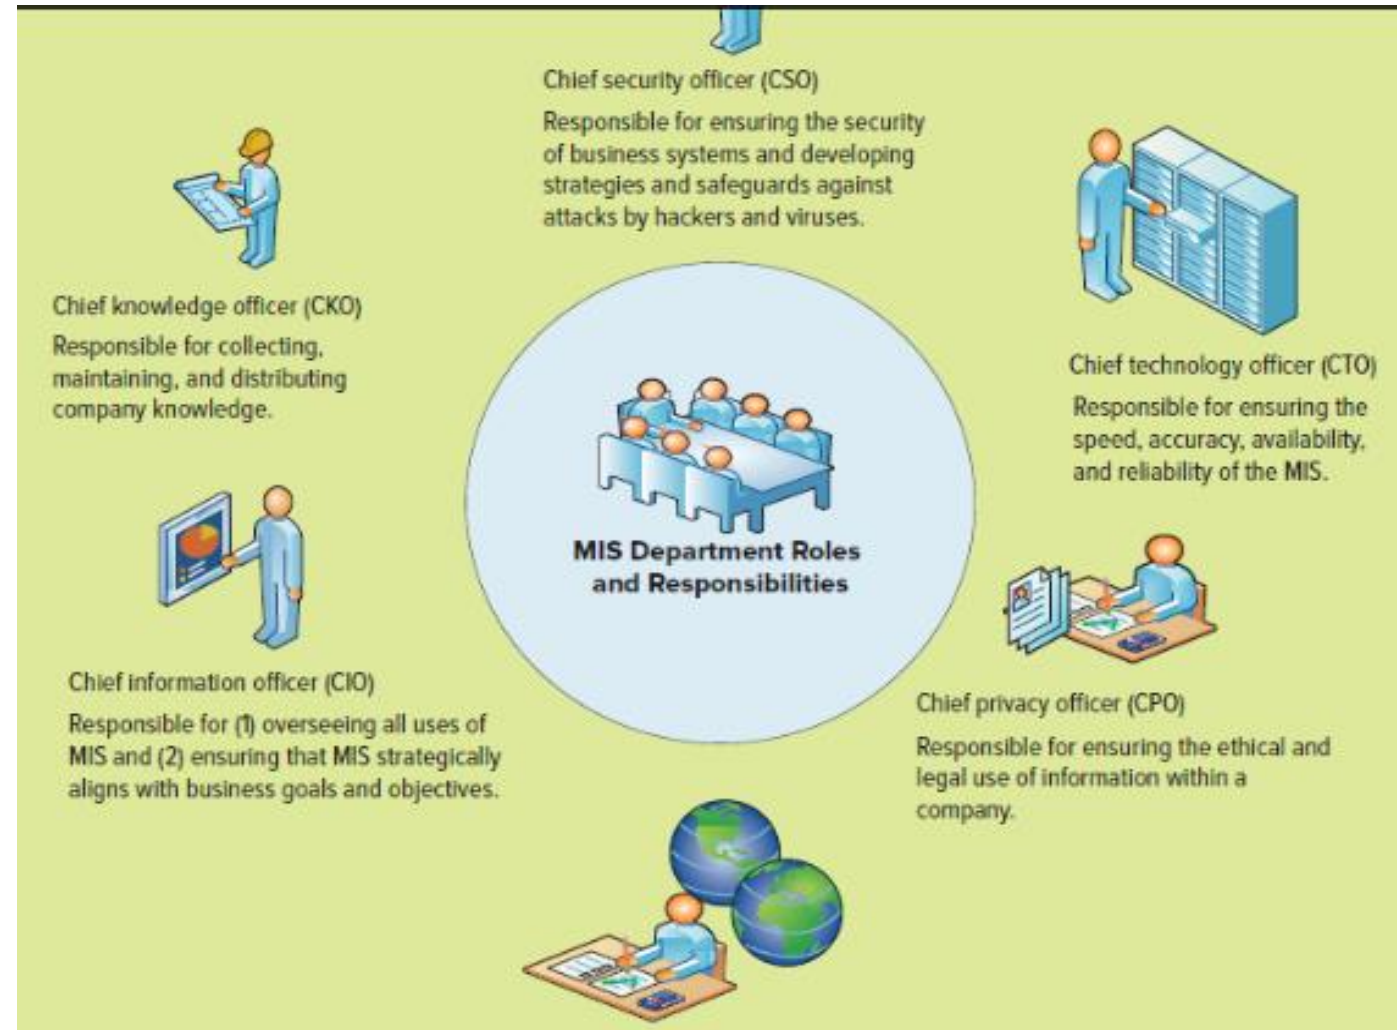 Chief security officer (CSO)
Responsible for ensuring the security
of business systems and developing
strategies and safeguards against
attacks by hackers and viruses.
Chief knowledge officer (CKO)
Responsible for collecting,
maintaining, and distributing
company knowledge.
Chief technology officer (CTO)
Responsible for ensuring the
speed, accuracy, availability,
and reliability of the MIS.
MIS Department Roles
and Responsibilities
Chief information officer (CIO)
Responsible for (1) overseeing all uses of
MIS and (2) ensuring that MIS strategically
aligns with business goals and objectives.
Chief privacy officer (CPO)
Responsible for ensuring the ethical and
legal use of information within a
company.